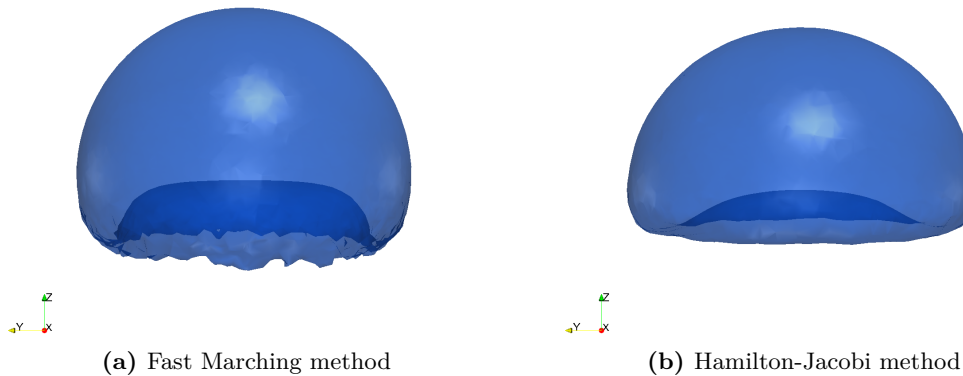 Z
Y
X
Z
Y
X
(a) Fast Marching method
(b) Hamilton-Jacobi method